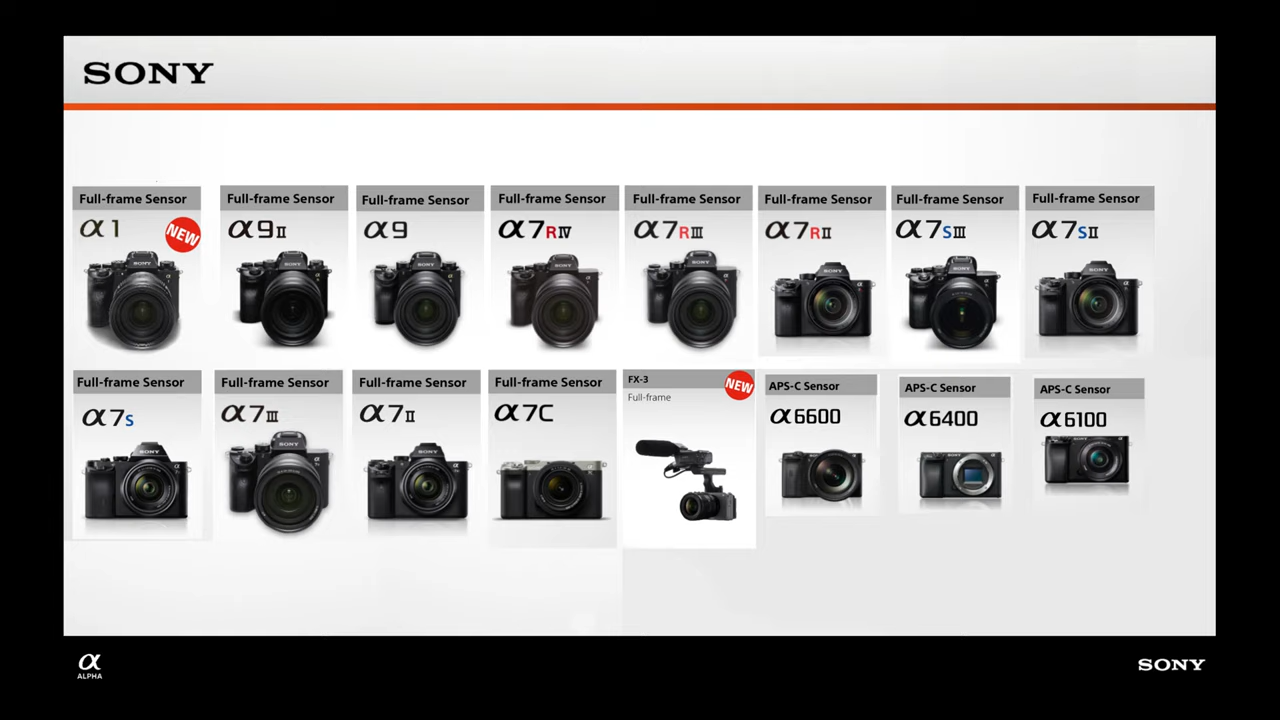 SONY
Full-frame Sensor
α1
NEW
Full-frame Sensor
α9II
Full-frame Sensor
α9
Full-frame Sensor
α7RIV
Full-frame Sensor
α7RIII
Full-frame Sensor
α7RII
Full-frame Sensor
α7SIII
Full-frame Sensor
α7SII
Full-frame Sensor
α7S
Full-frame Sensor
α7III
Full-frame Sensor
α7II
Full-frame Sensor
α7C
FX-3
NEW
Full-frame
APS-C Sensor
α6600
APS-C Sensor
α6400
APS-C Sensor
α6100
α
ALPHA
SONY